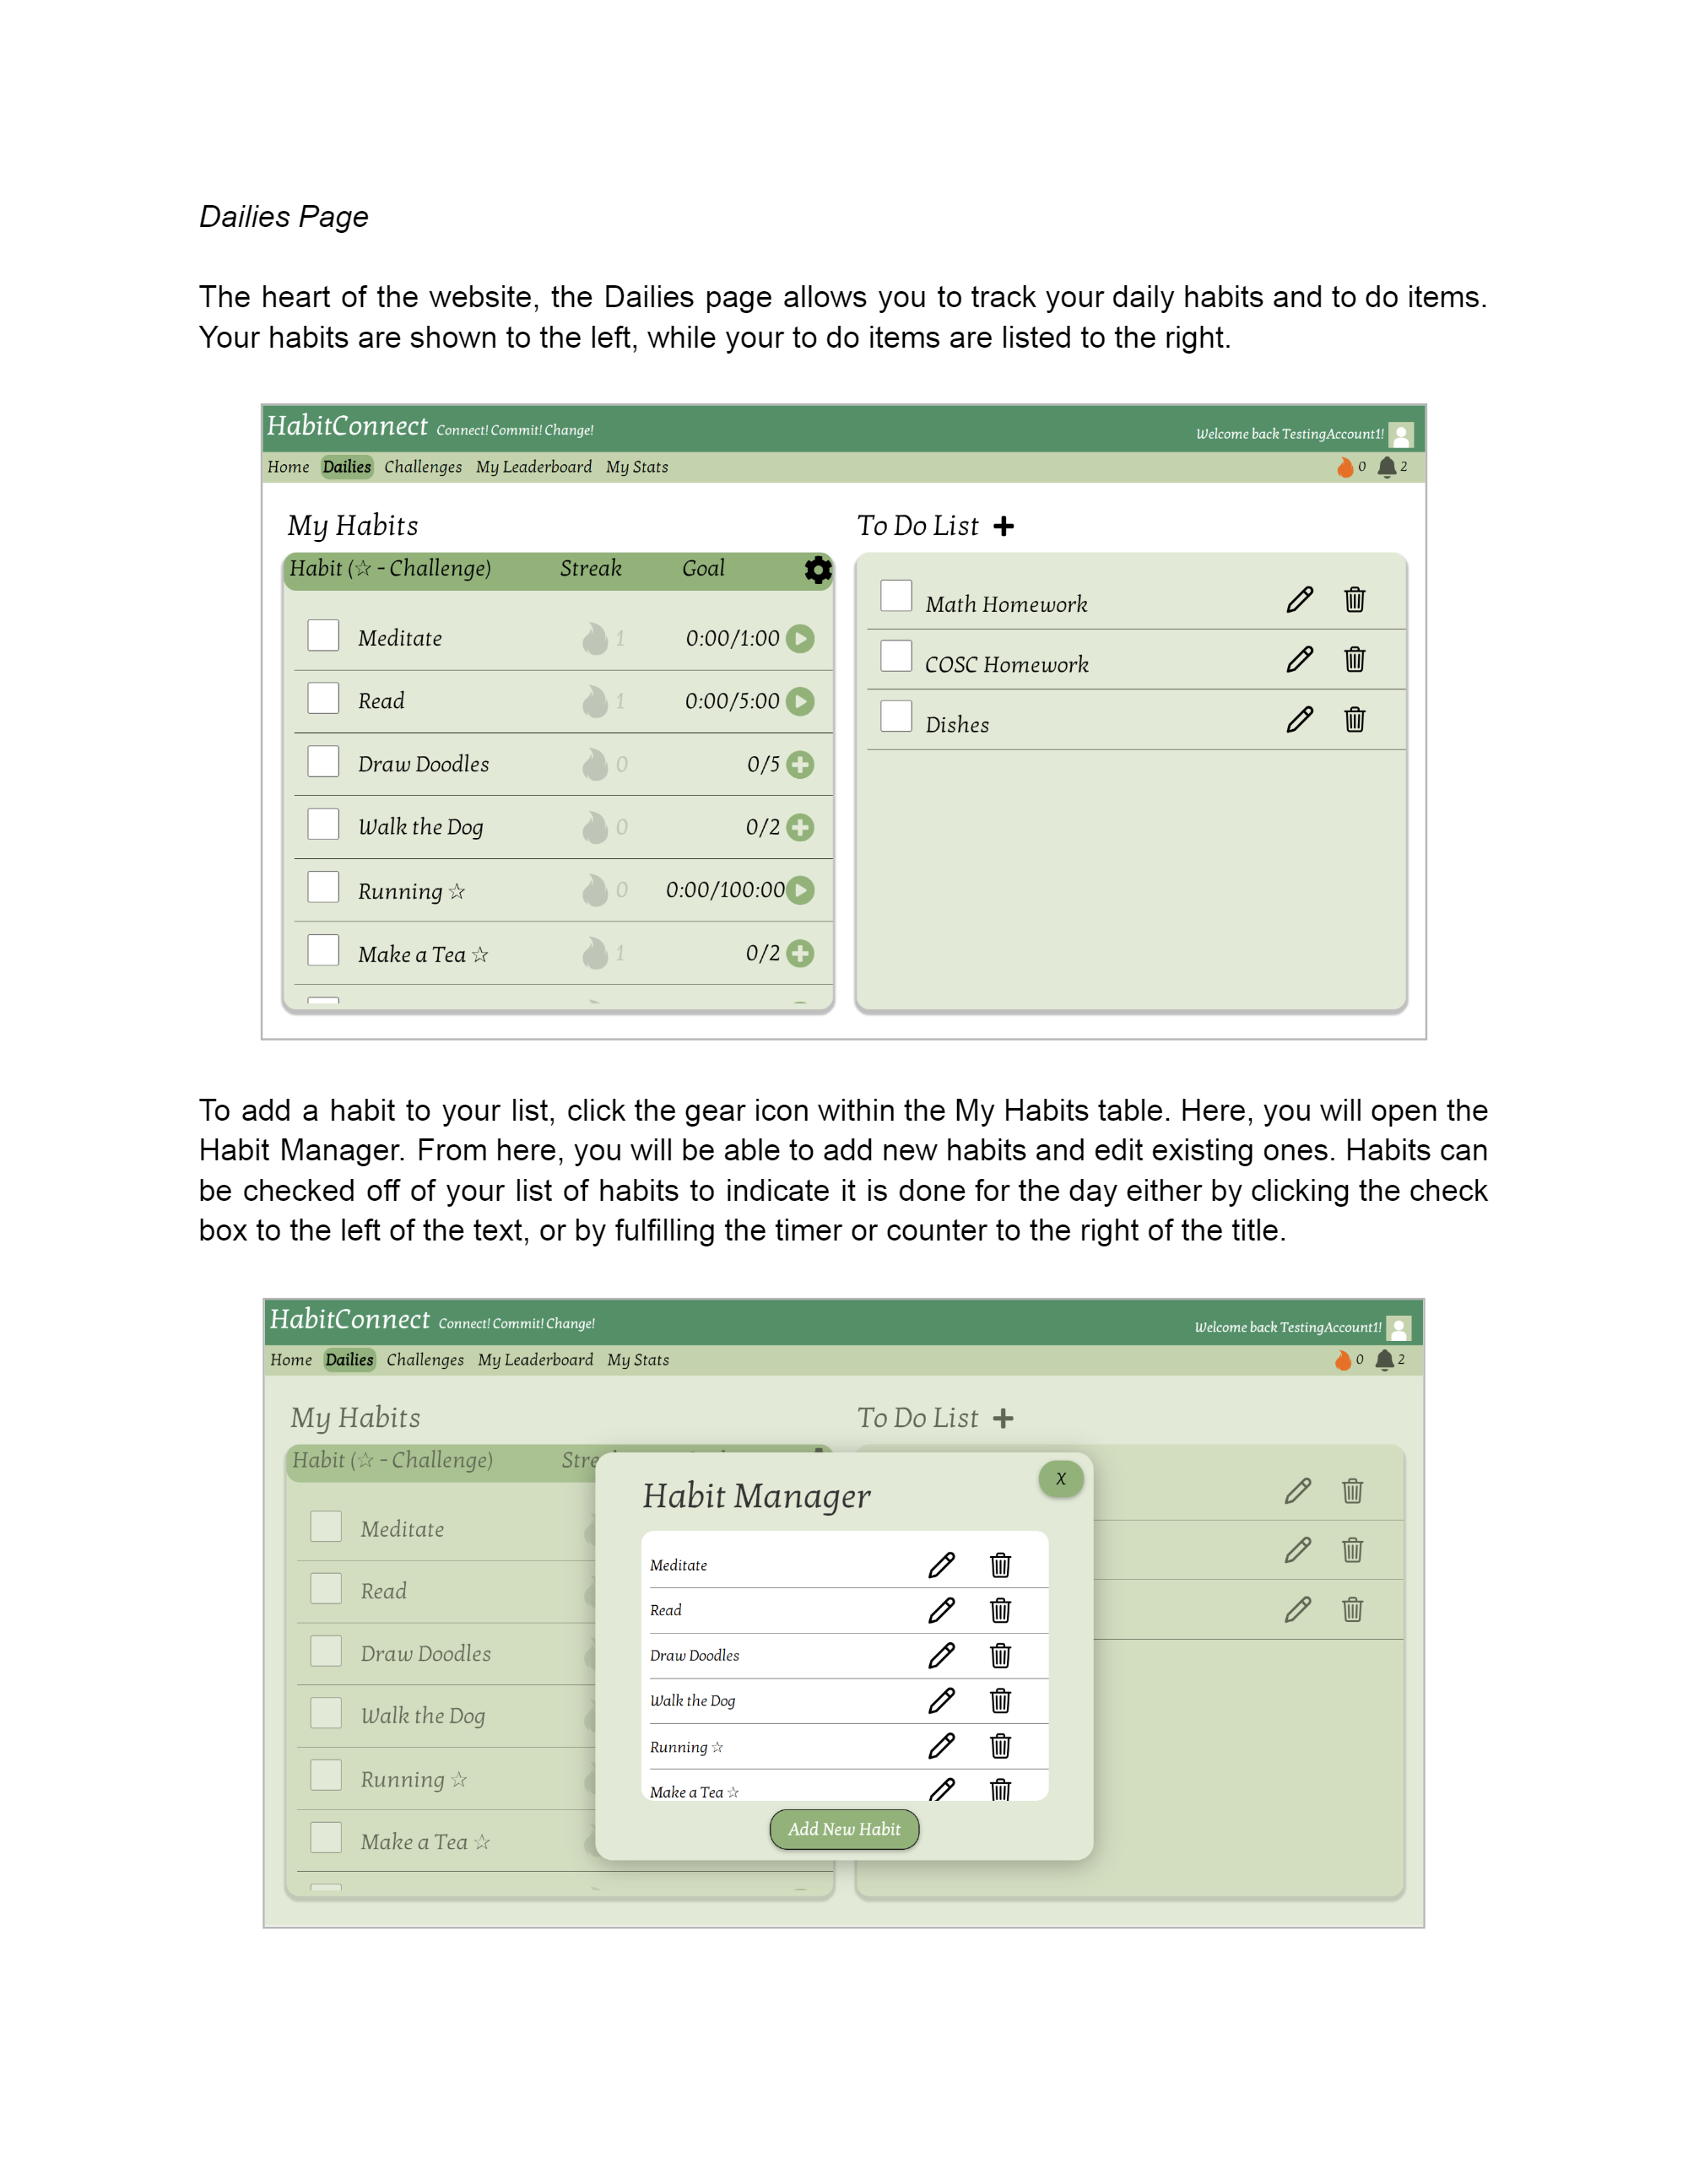 Dailies Page
The heart of the website, the Dailies page allows you to track your daily habits and to do items.
Your habits are shown to the left, while your to do items are listed to the right.
HabitConnect Connect! Commit! Change!
Welcome back TestingAccount1!
Home Dailies Challenges My Leaderboard My Stats
0 2
My Habits
Habit (☆ - Challenge) Streak Goal
Meditate 1 0:00/1:00
Read 1 0:00/5:00
Draw Doodles 0 0/5
Walk the Dog 0 0/2
Running ☆ 0 0:00/100:00
Make a Tea ☆ 1 0/2
To Do List +
Math Homework
COSC Homework
Dishes
To add a habit to your list, click the gear icon within the My Habits table. Here, you will open the
Habit Manager. From here, you will be able to add new habits and edit existing ones. Habits can
be checked off of your list of habits to indicate it is done for the day either by clicking the check
box to the left of the text, or by fulfilling the timer or counter to the right of the title.
HabitConnect Connect! Commit! Change!
Welcome back TestingAccount1!
Home Dailies Challenges My Leaderboard My Stats
0 2
My Habits
Habit (☆ - Challenge) Stre
Meditate
Read
Draw Doodles
Walk the Dog
Running ☆
Make a Tea ☆
To Do List +
Habit Manager
X
Meditate
Read
Draw Doodles
Walk the Dog
Running ☆
Make a Tea ☆
Add New Habit